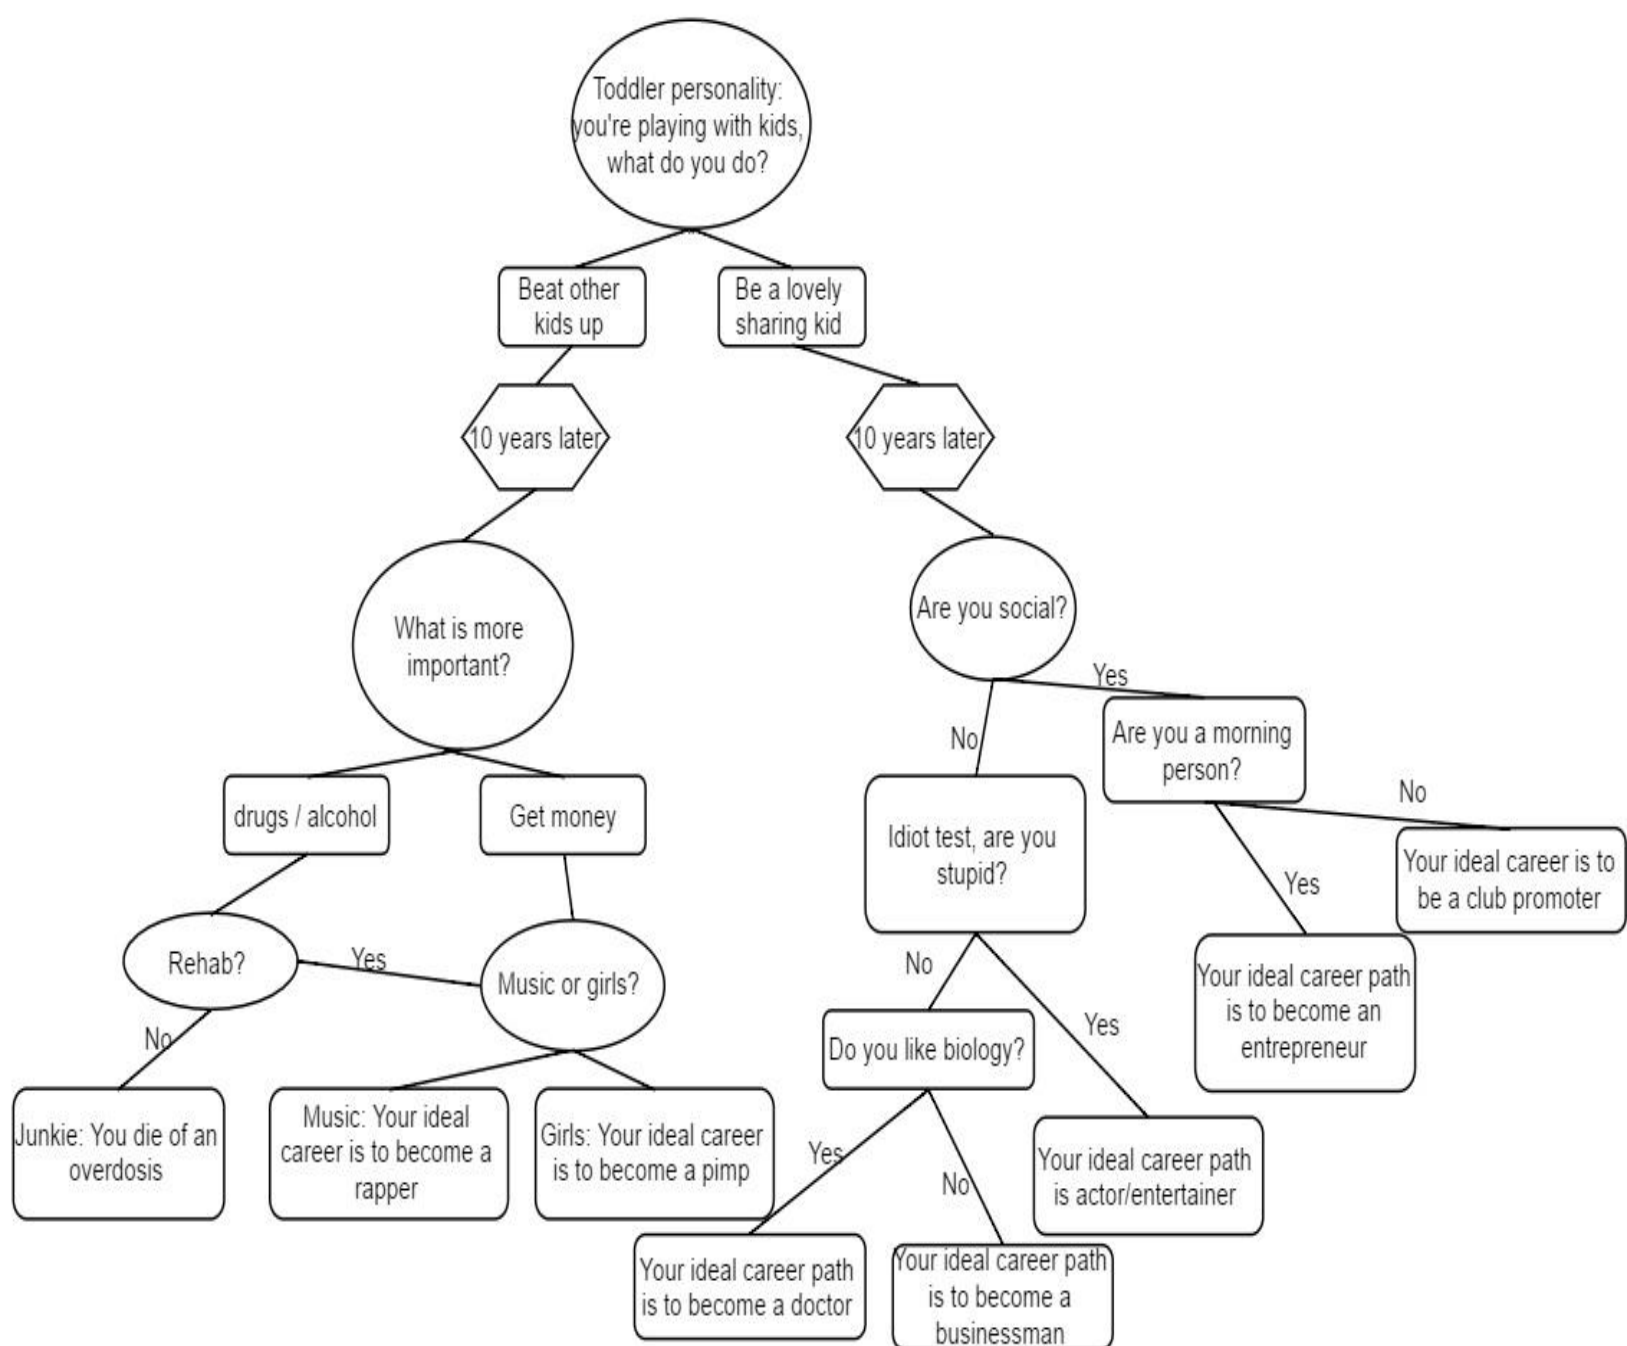 Toddler personality:
you're playing with kids,
what do you do?
Beat other
kids up
Be a lovely
sharing kid
10 years later
10 years later
What is more
important?
Are you social?
Yes
No
Are you a morning
person?
drugs / alcohol
Get money
Idiot test, are you
stupid?
No
Your ideal career is to
be a club promoter
Yes
Rehab?
Yes
Music or girls?
No
Your ideal career path
is to become an
entrepreneur
No
Do you like biology?
Yes
Junkie: You die of an
overdosis
Music: Your ideal
career is to become a
rapper
Girls: Your ideal career
is to become a pimp
Yes
No
Your ideal career path
is actor/entertainer
Your ideal career path
is to become a doctor
Your ideal career path
is to become a
businessman